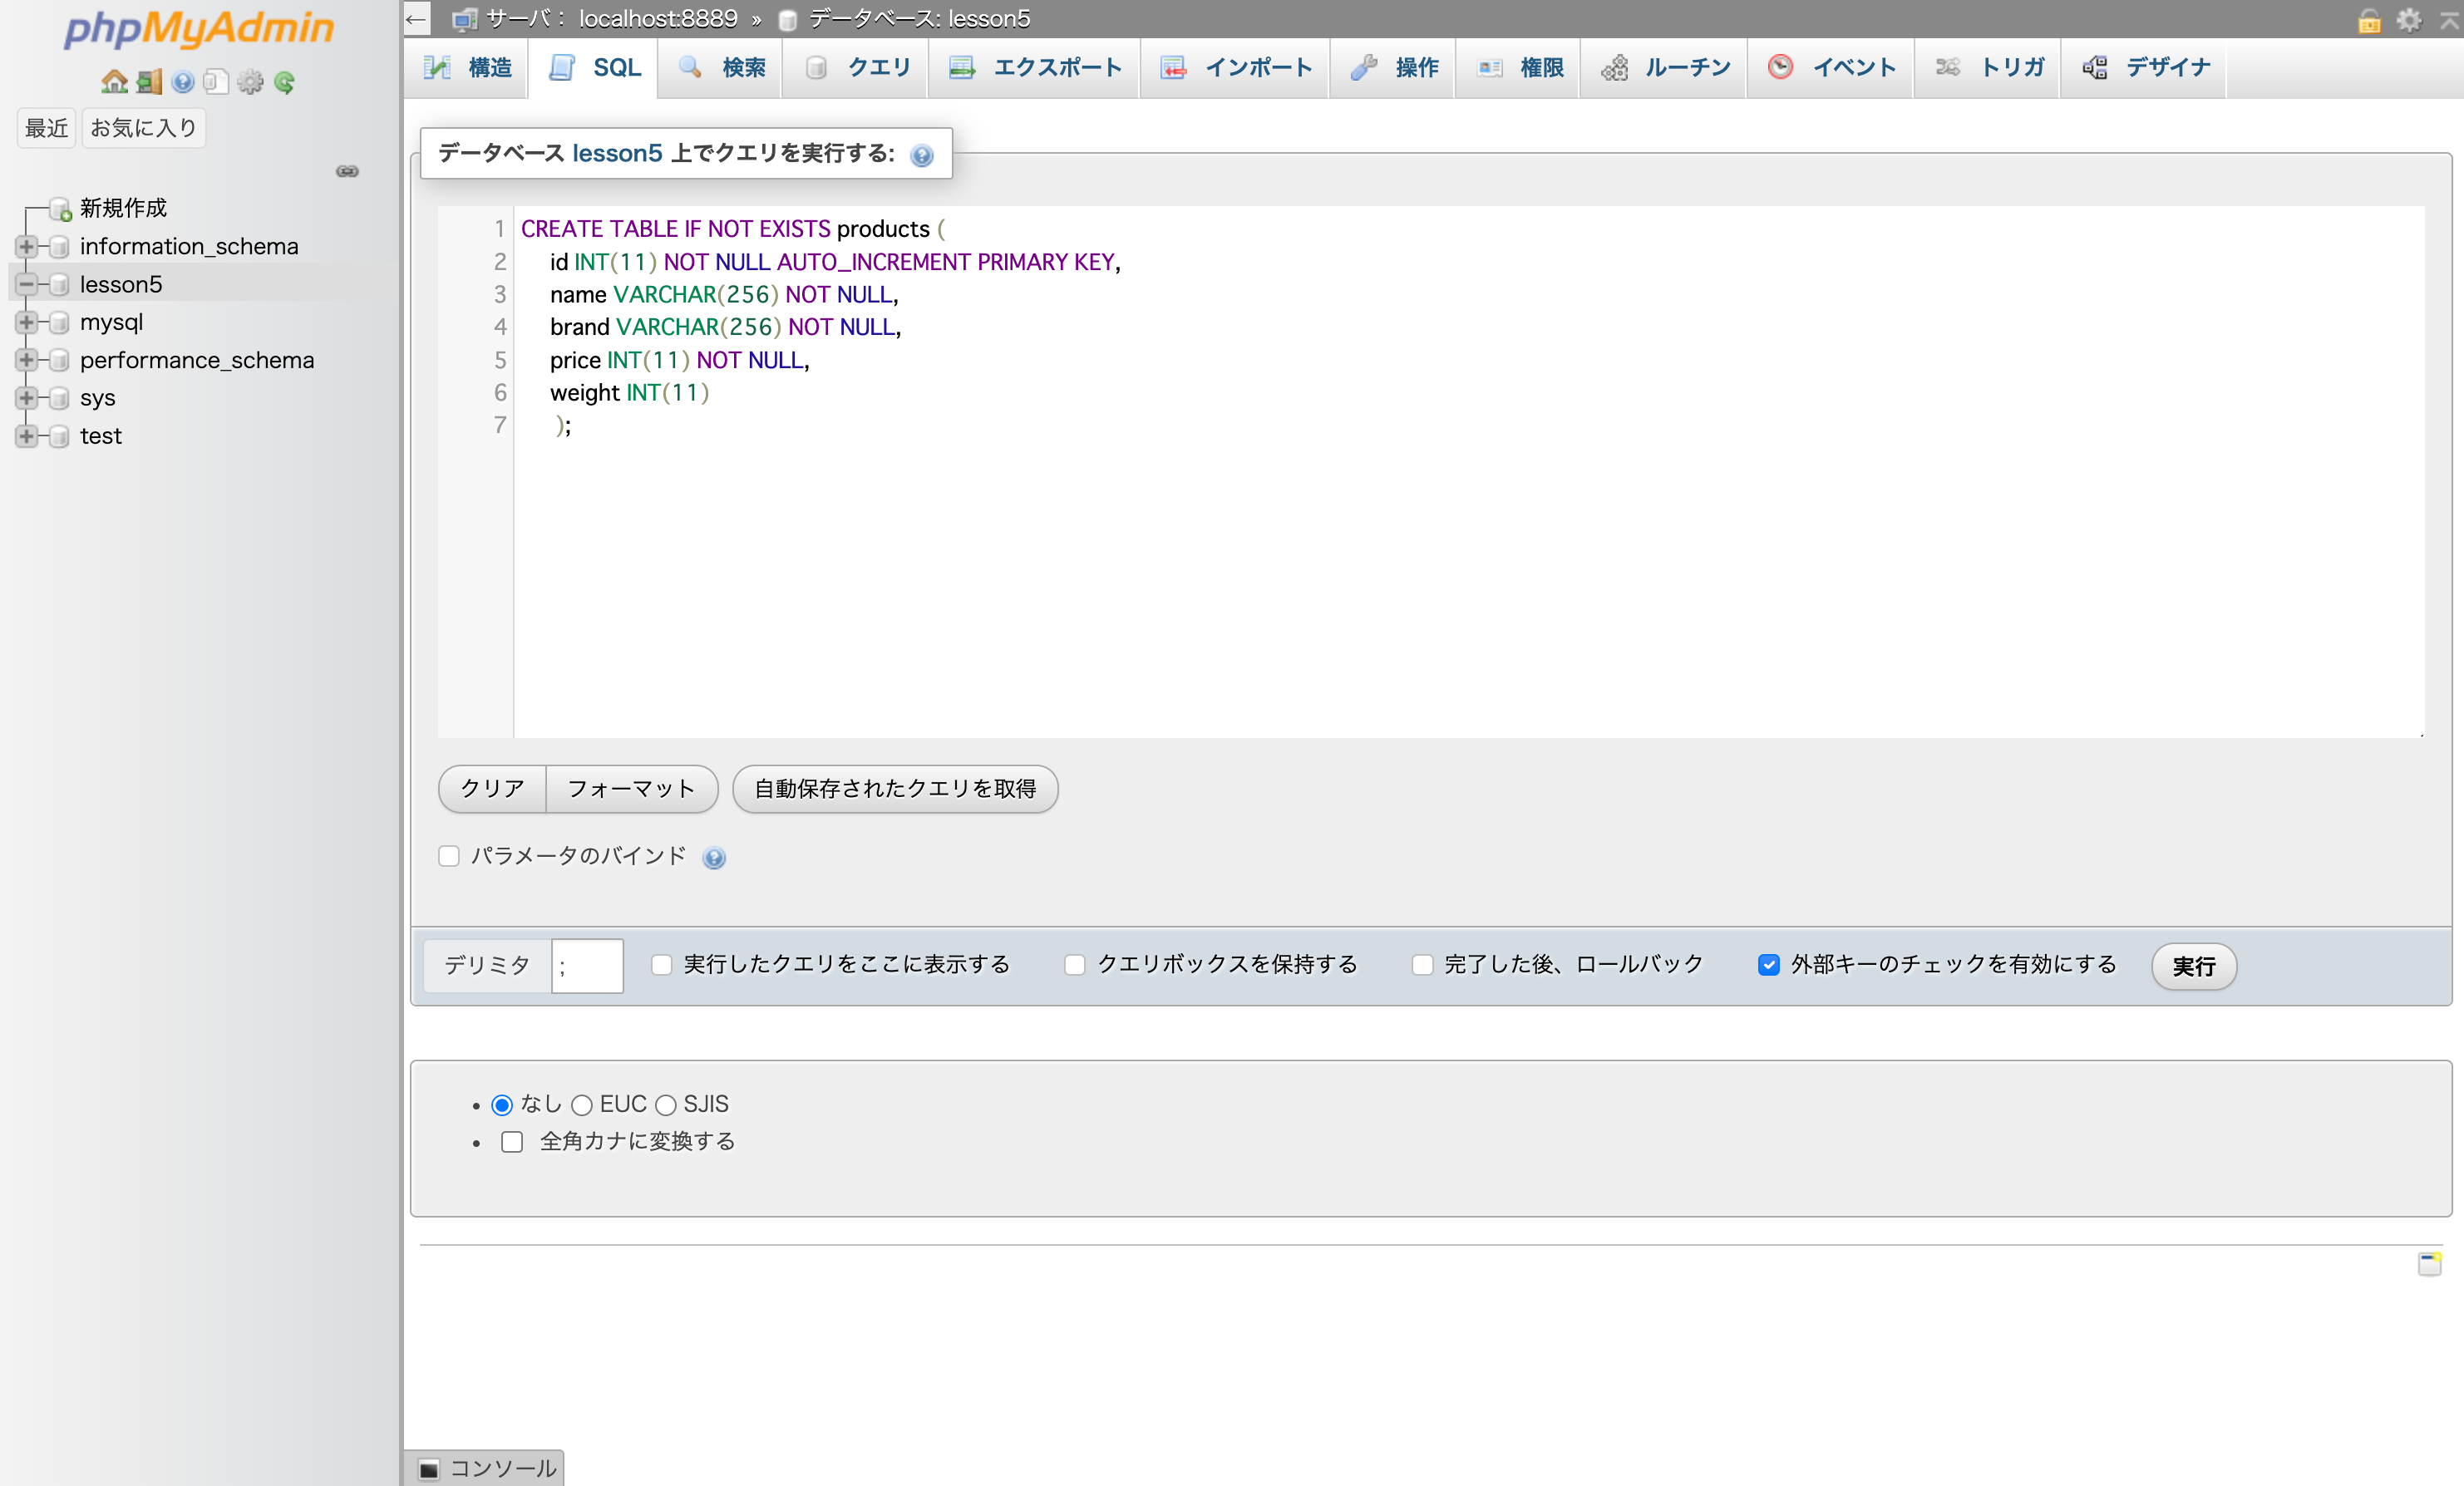 phpMyAdmin
最近 お気に入り
新規作成
information_schema
lesson5
mysql
performance_schema
sys
test
← サーバ： localhost:8889 » データベース: lesson5
構造 SQL 検索 クエリ エクスポート インポート 操作 権限 ルーチン イベント トリガ デザイナ
データベース lesson5 上でクエリを実行する:
1 CREATE TABLE IF NOT EXISTS products (
2 id INT(11) NOT NULL AUTO_INCREMENT PRIMARY KEY,
3 name VARCHAR(256) NOT NULL,
4 brand VARCHAR(256) NOT NULL,
5 price INT(11) NOT NULL,
6 weight INT(11)
7 );
クリア フォーマット 自動保存されたクエリを取得
パラメータのバインド
デリミタ ; 実行したクエリをここに表示する クエリボックスを保持する 完了した後、ロールバック 外部キーのチェックを有効にする 実行
• なし EUC SJIS
• 全角カナに変換する
コンソール